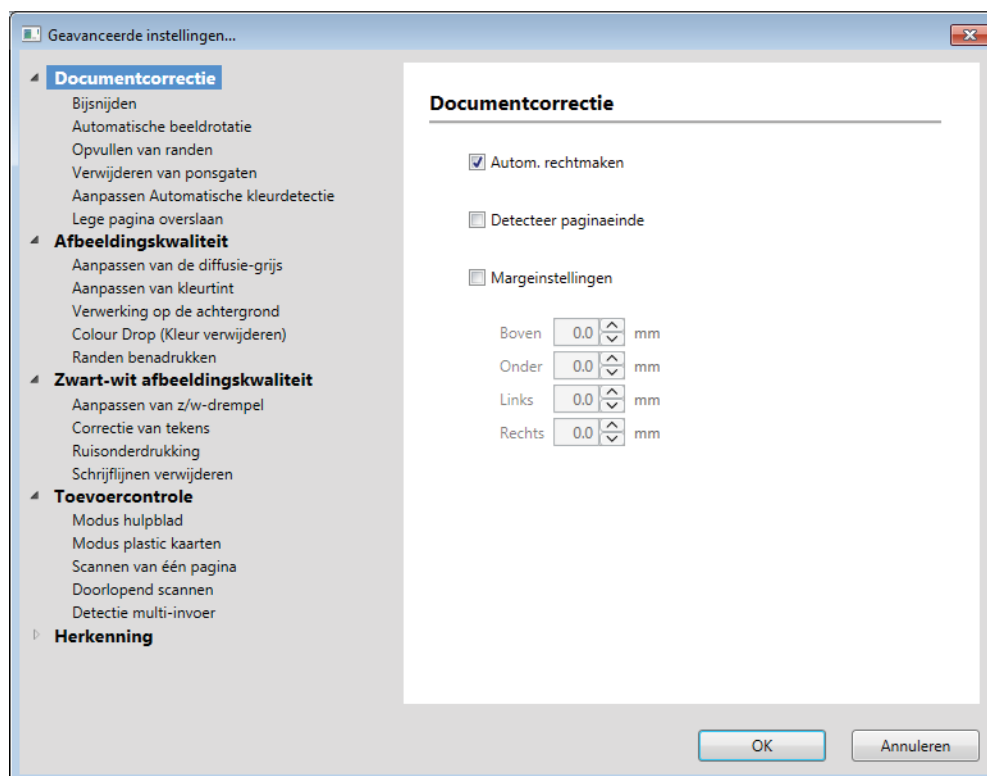 Geavanceerde instellingen...
Documentcorrectie
Bijsnijden
Automatische beeldrotatie
Opvullen van randen
Verwijderen van ponsgaten
Aanpassen Automatische kleurdetectie
Lege pagina overslaan
Afbeeldingskwaliteit
Aanpassen van de diffusie-grijs
Aanpassen van kleurtint
Verwerking op de achtergrond
Colour Drop (Kleur verwijderen)
Randen benadrukken
Zwart-wit afbeeldingskwaliteit
Aanpassen van z/w-drempel
Correctie van tekens
Ruisonderdrukking
Schrijflijnen verwijderen
Toevoercontrole
Modus hulpblad
Modus plastic kaarten
Scannen van één pagina
Doorlopend scannen
Detectie multi-invoer
Herkenning
Documentcorrectie
Autom. rechtmaken
Detecteer paginaeinde
Margeinstellingen
Boven 0.0 mm
Onder 0.0 mm
Links 0.0 mm
Rechts 0.0 mm
OK Annuleren